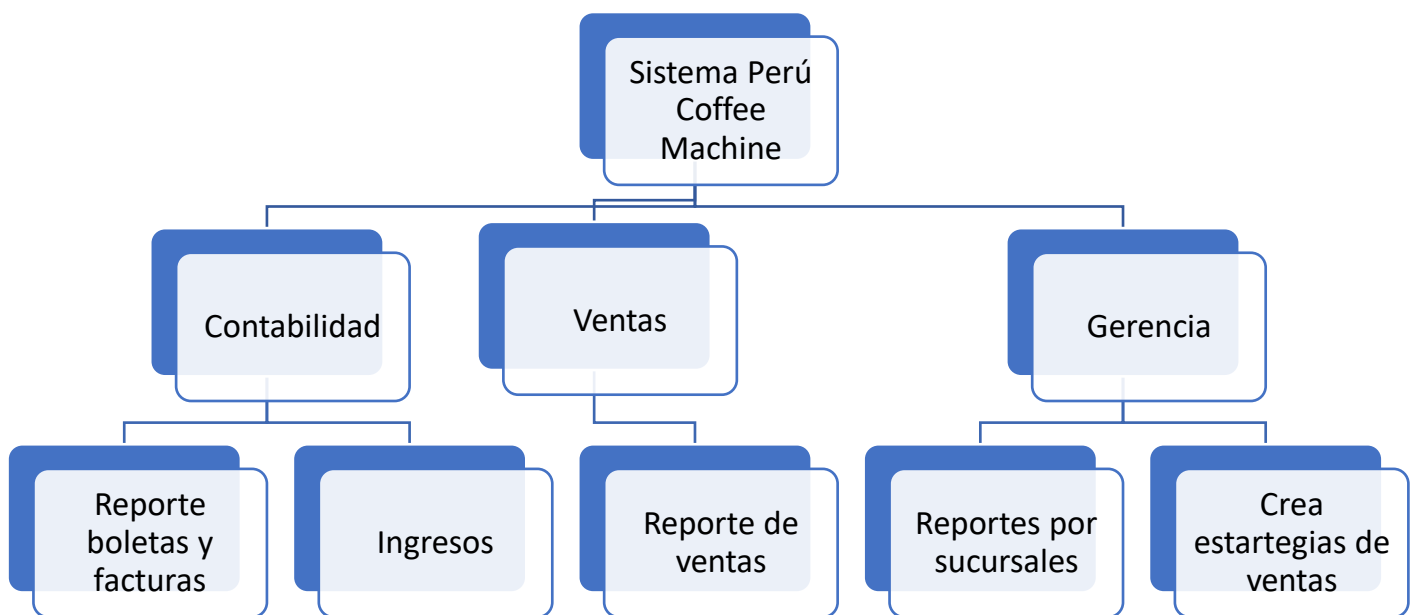 Sistema Perú
Coffee
Machine
Contabilidad
Ventas
Gerencia
Reporte
boletas y
facturas
Ingresos
Reporte de
ventas
Reportes por
sucursales
Crea
estartegias de
ventas